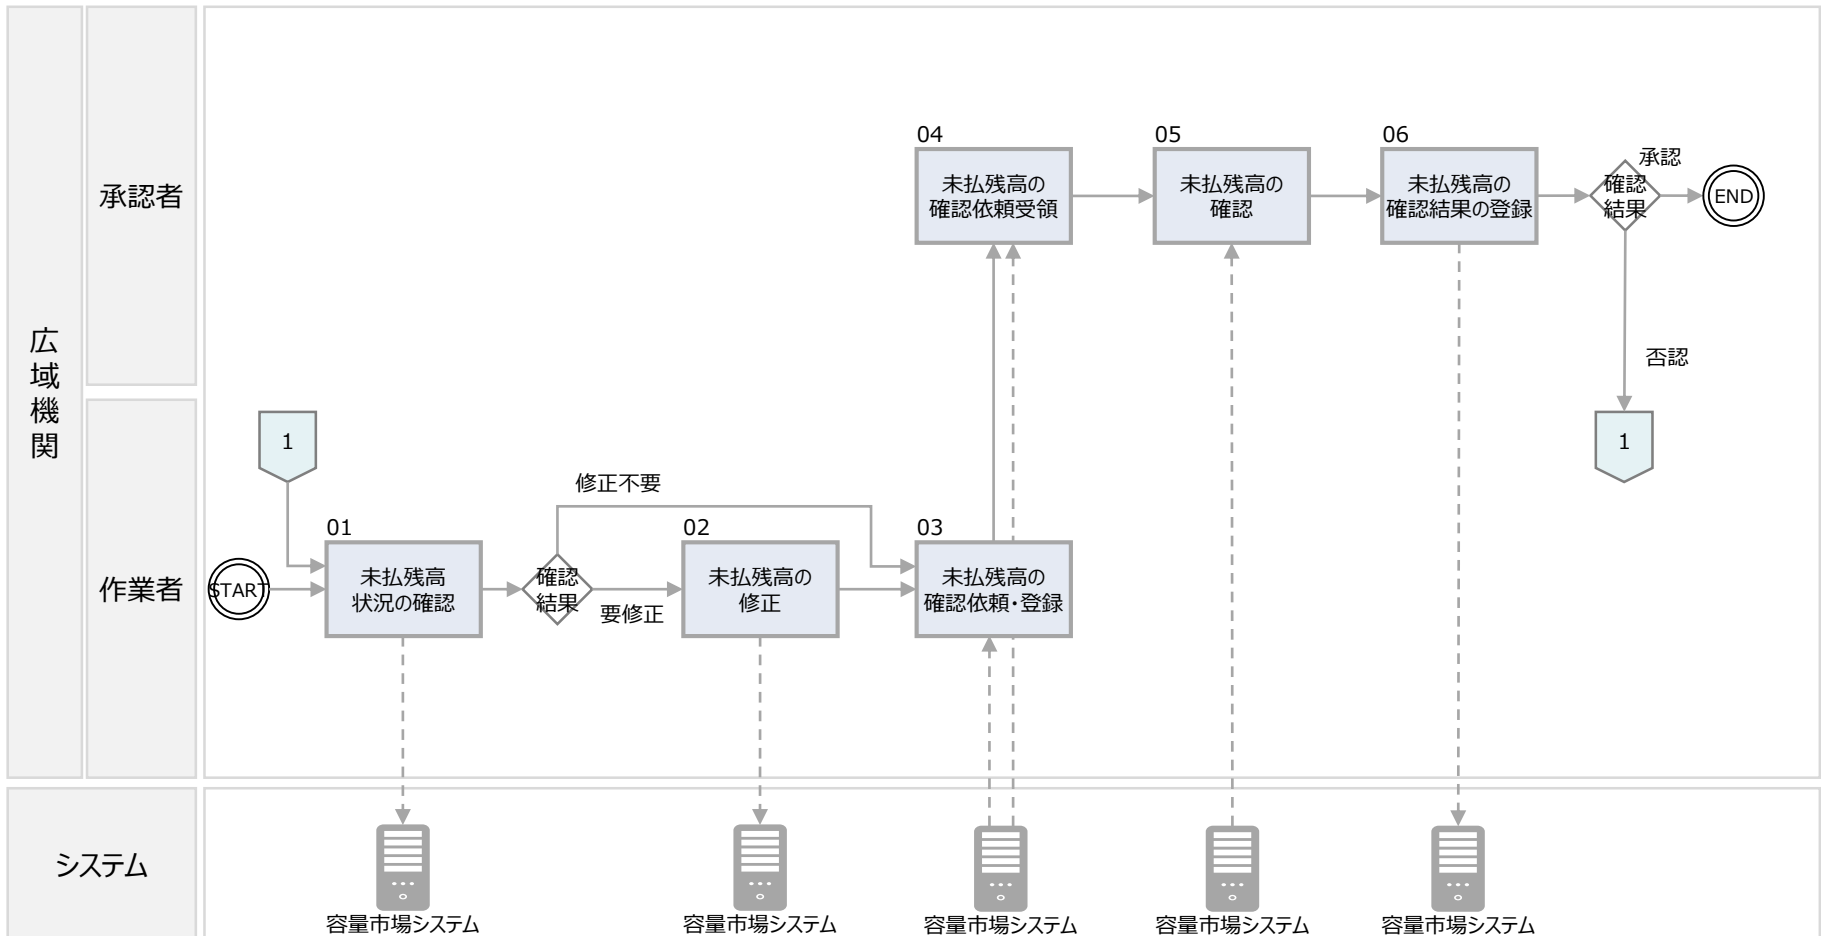 広域機関
承認者
04
未払残高の
確認依頼受領
05
未払残高の
確認
06
未払残高の
確認結果の登録
確認
結果
承認
END
否認
1
作業者
1
START
01
未払残高
状況の確認
確認
結果
修正不要
要修正
02
未払残高の
修正
03
未払残高の
確認依頼・登録
システム
容量市場システム
容量市場システム
容量市場システム
容量市場システム
容量市場システム